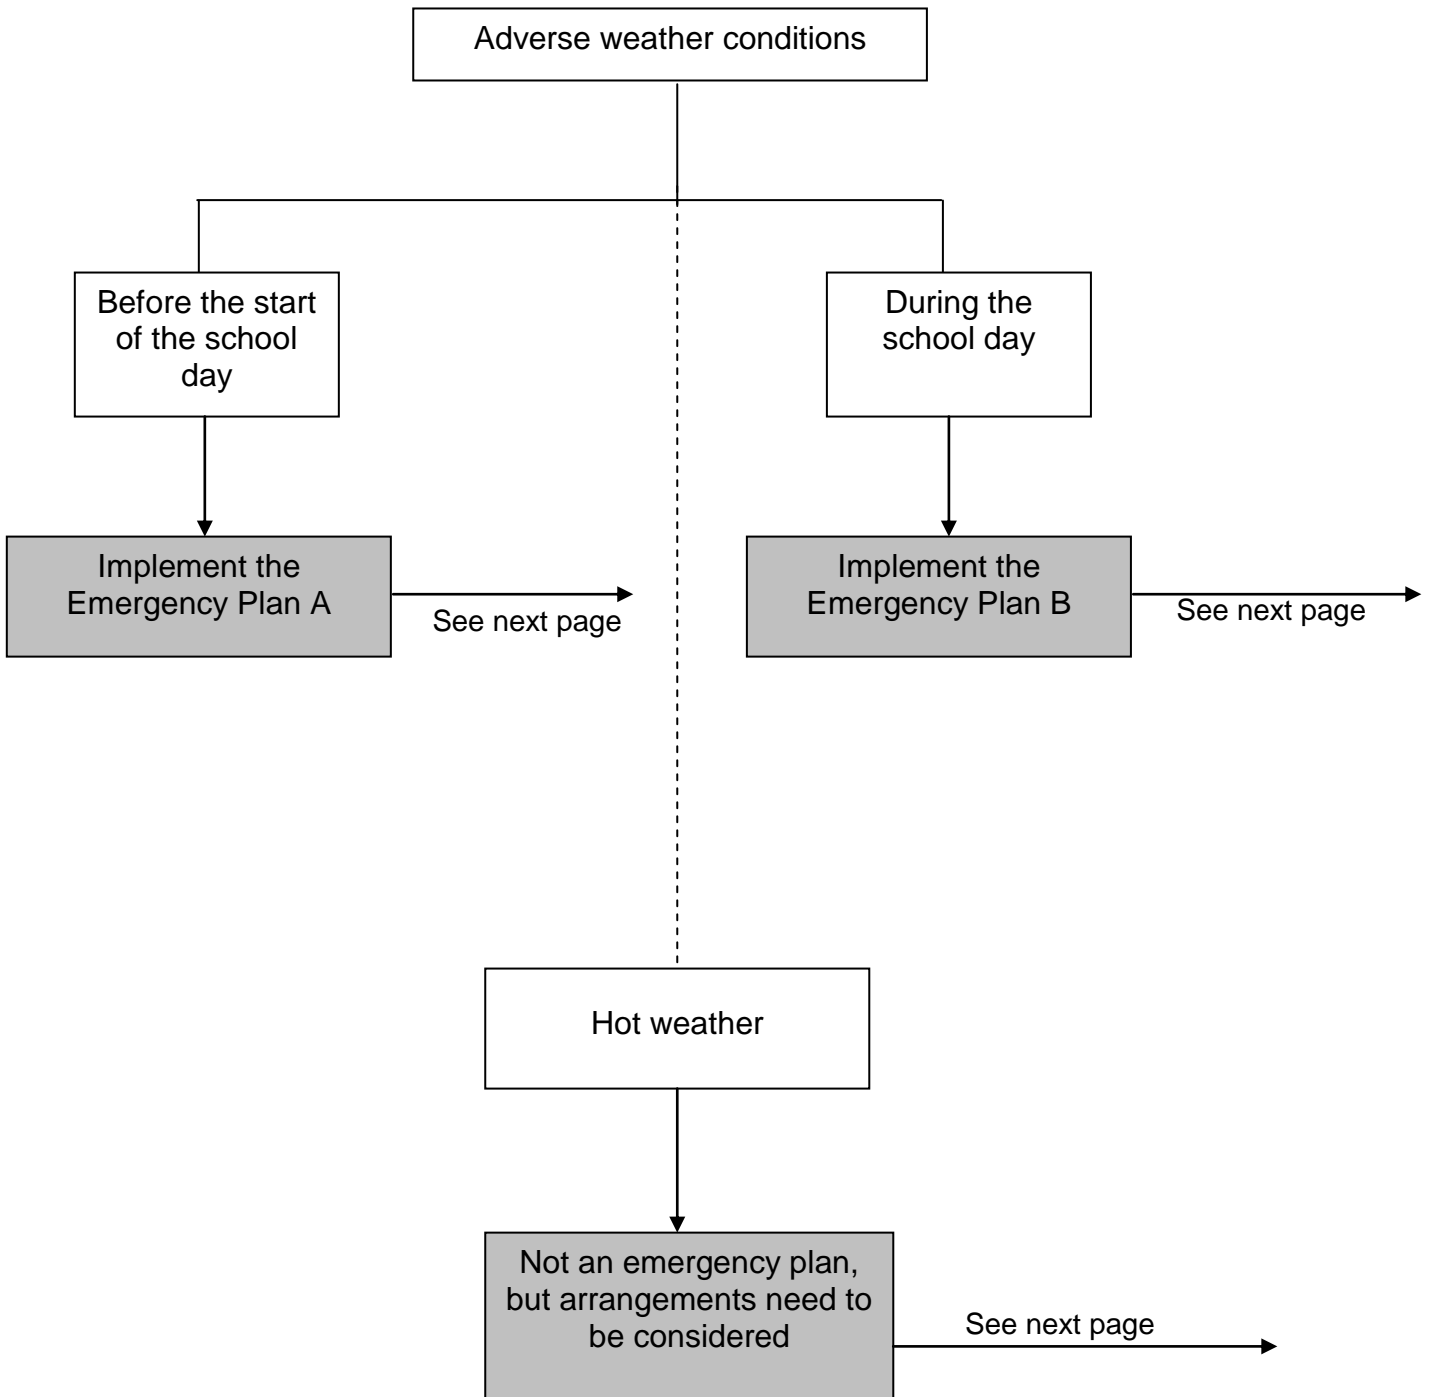 Adverse weather conditions
Before the start
of the school
day
During the
school day
Implement the
Emergency Plan A
See next page
Implement the
Emergency Plan B
See next page
Hot weather
Not an emergency plan,
but arrangements need to
be considered
See next page